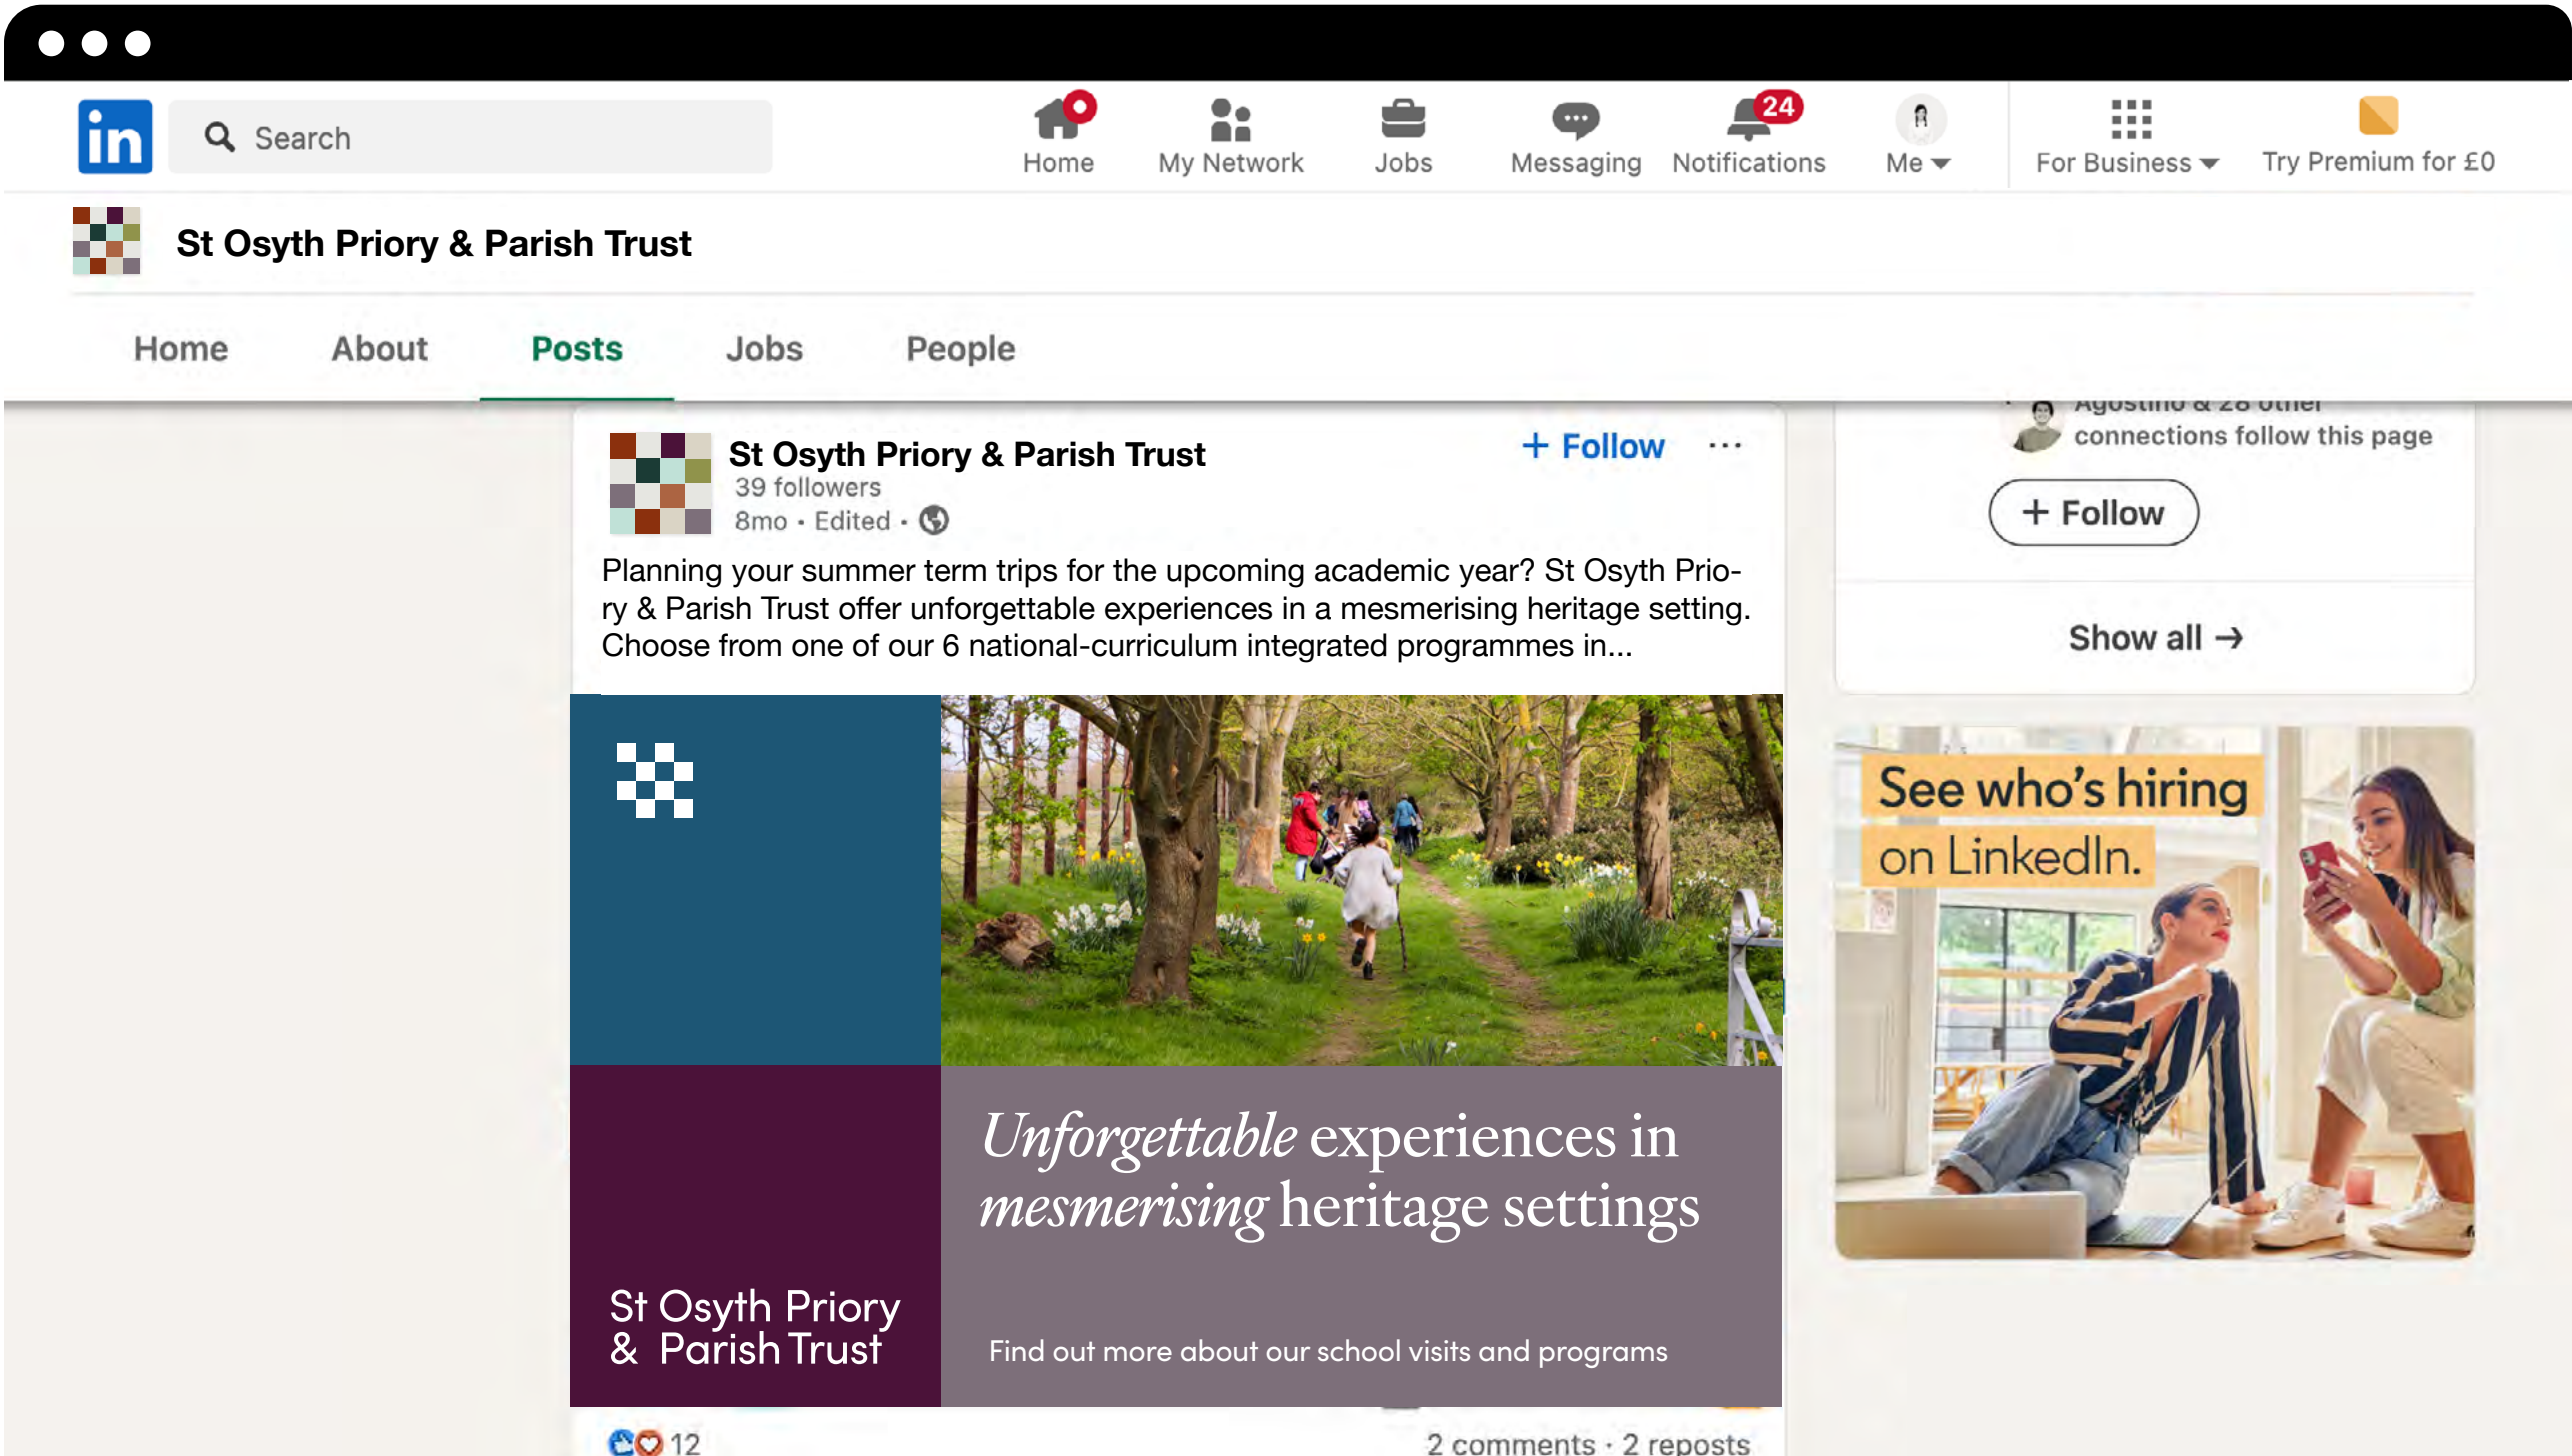 in
Search
Home
My Network
Jobs
Messaging
24
Notifications
Me
For Business
Try Premium for £0
St Osyth Priory & Parish Trust
Home
About
Posts
Jobs
People
St Osyth Priory & Parish Trust
39 followers
8mo • Edited •
+ Follow
...
Planning your summer term trips for the upcoming academic year? St Osyth Prio-
ry & Parish Trust offer unforgettable experiences in a mesmerising heritage setting.
Choose from one of our 6 national-curriculum integrated programmes in...
Unforgettable experiences in
mesmerising heritage settings
St Osyth Priory
& Parish Trust
Find out more about our school visits and programs
12
2 comments · 2 reposts
Agostino & 28 other
connections follow this page
+ Follow
Show all →
See who's hiring
on LinkedIn.